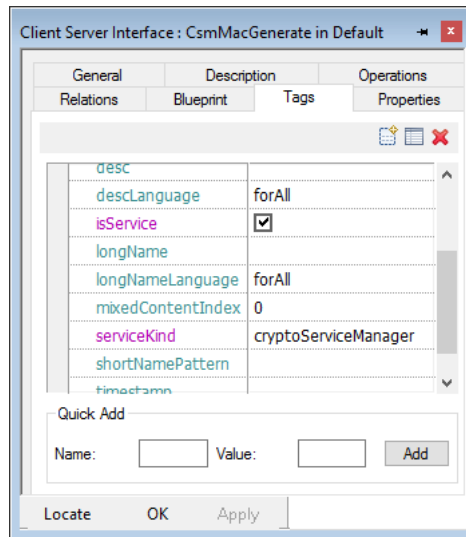 Client Server Interface : CsmMacGenerate in Default
General Description Operations
Relations Blueprint Tags Properties
desc
descLanguage forAll
isService
longName
longNameLanguage forAll
mixedContentIndex 0
serviceKind cryptoServiceManager
shortNamePattern
timestamp
Quick Add
Name: Value: Add
Locate OK Apply